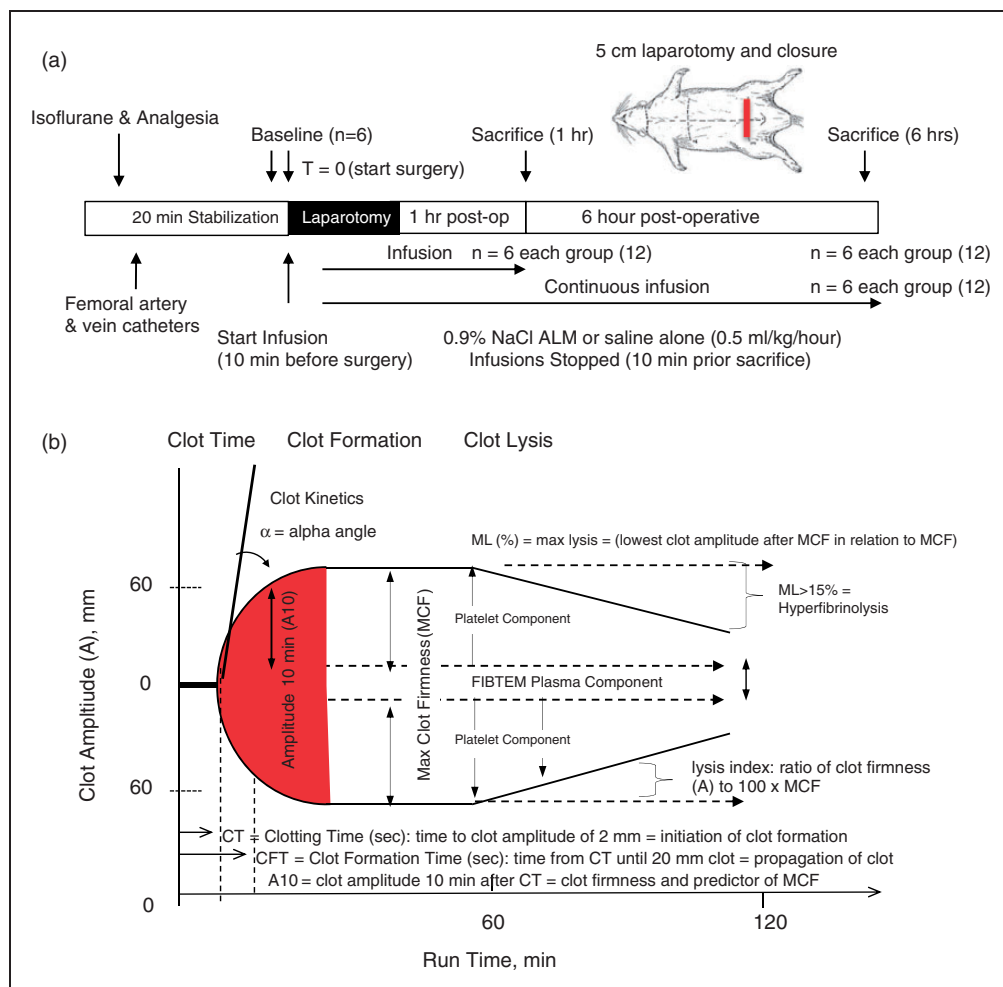 (a)
5 cm laparotomy and closure
Isoflurane & Analgesia
Baseline (n=6)
Sacrifice (1 hr)
Sacrifice (6 hrs)
T = 0 (start surgery)
20 min Stabilization
Laparotomy
1 hr post-op
6 hour post-operative
Infusion
n = 6 each group (12)
n = 6 each group (12)
Femoral artery
& vein catheters
Continuous infusion
n = 6 each group (12)
Start Infusion
(10 min before surgery)
0.9% NaCl ALM or saline alone (0.5 ml/kg/hour)
Infusions Stopped (10 min prior sacrifice)
(b)
Clot Time
Clot Formation
Clot Lysis
Clot Kinetics
α = alpha angle
ML (%) = max lysis = (lowest clot amplitude after MCF in relation to MCF)
60
ML>15% =
Hyperfibrinolysis
Platelet Component
Amplitude 10 min (A10)
Max Clot Firmness(MCF)
Clot Ampltiude (A), mm
0
FIBTEM Plasma Component
Platelet Component
lysis index: ratio of clot firmness
(A) to 100 x MCF
60
CT = Clotting Time (sec): time to clot amplitude of 2 mm = initiation of clot formation
CFT = Clot Formation Time (sec): time from CT until 20 mm clot = propagation of clot
A10 = clot amplitude 10 min after CT = clot firmness and predictor of MCF
0
60
120
Run Time, min